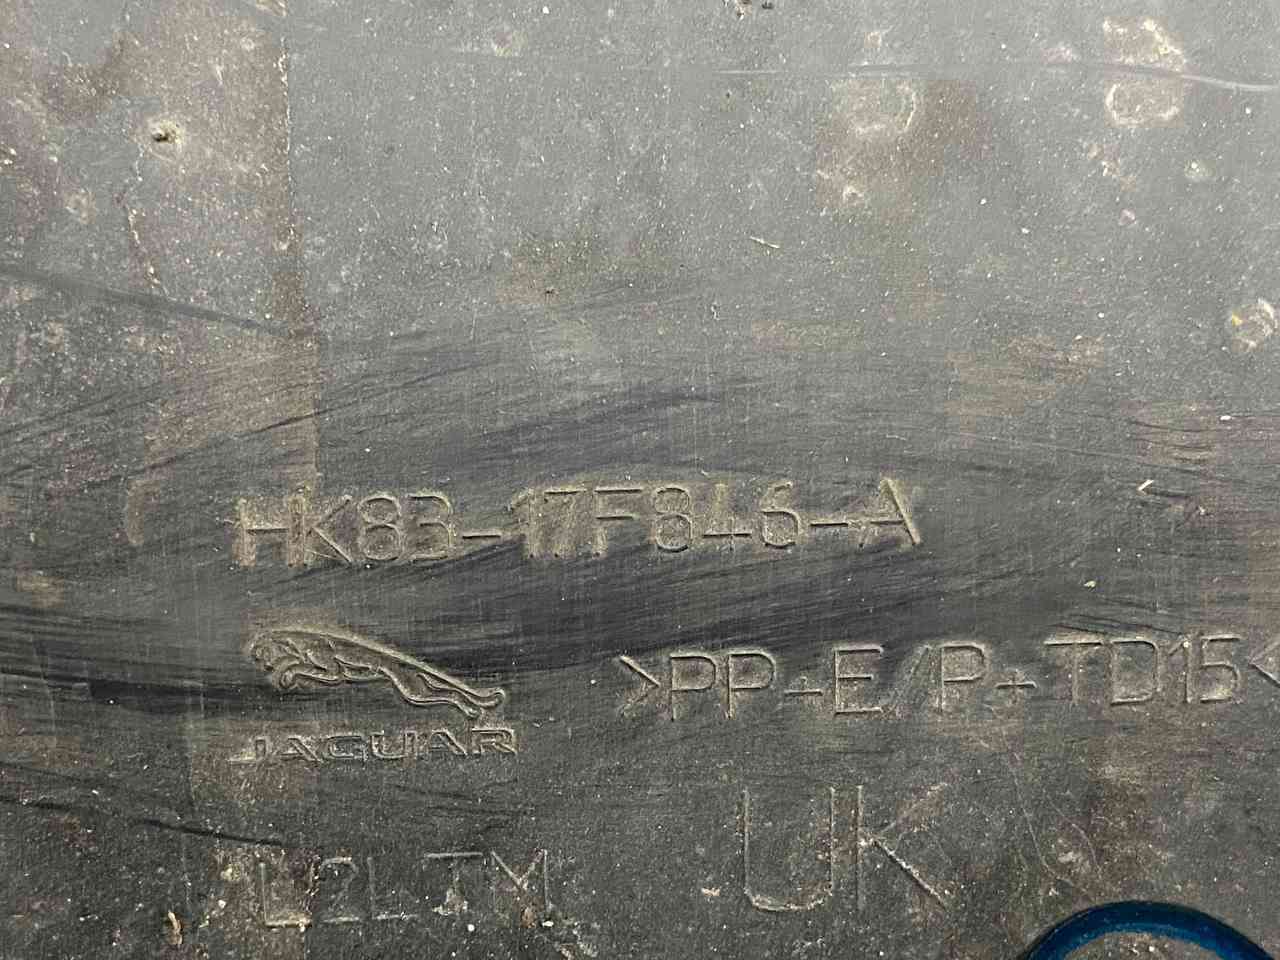 HK83-17F846-A
>PP+E/P+TD15<
JAGUAR
UK
L2LTM